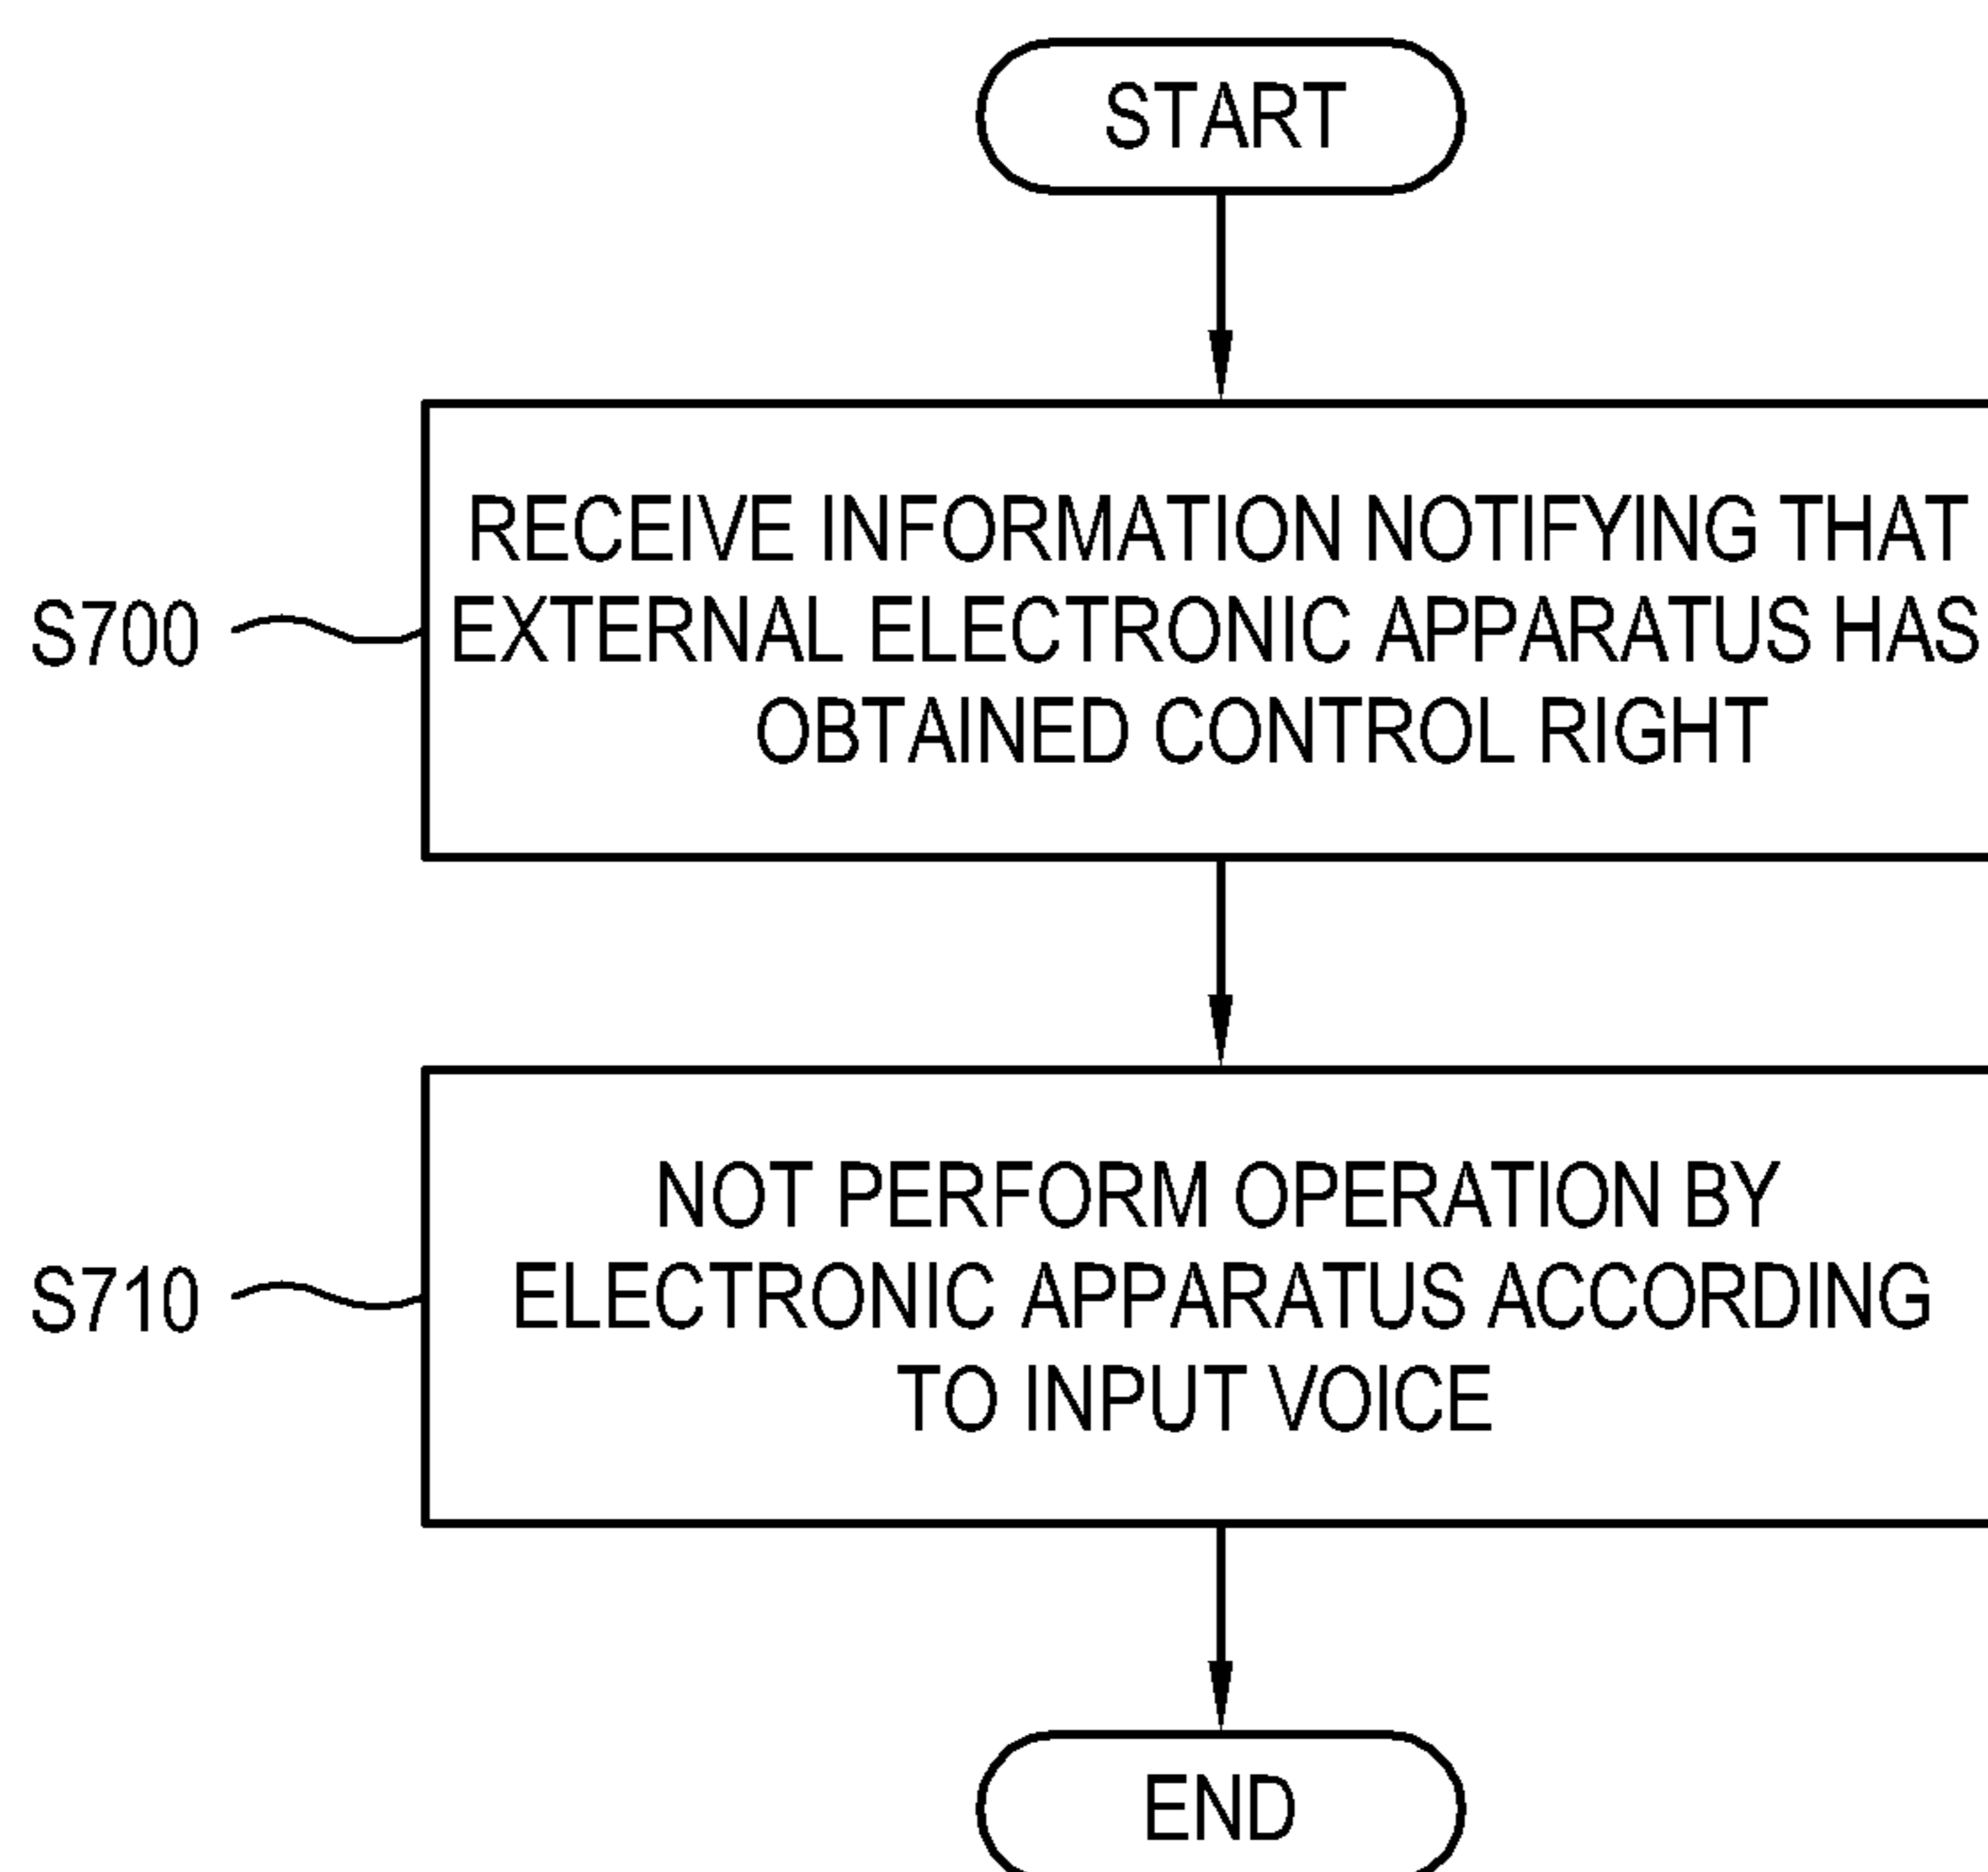 START
RECEIVE INFORMATION NOTIFYING THAT
EXTERNAL ELECTRONIC APPARATUS HAS
OBTAINED CONTROL RIGHT
S700
NOT PERFORM OPERATION BY
ELECTRONIC APPARATUS ACCORDING
TO INPUT VOICE
S710
END